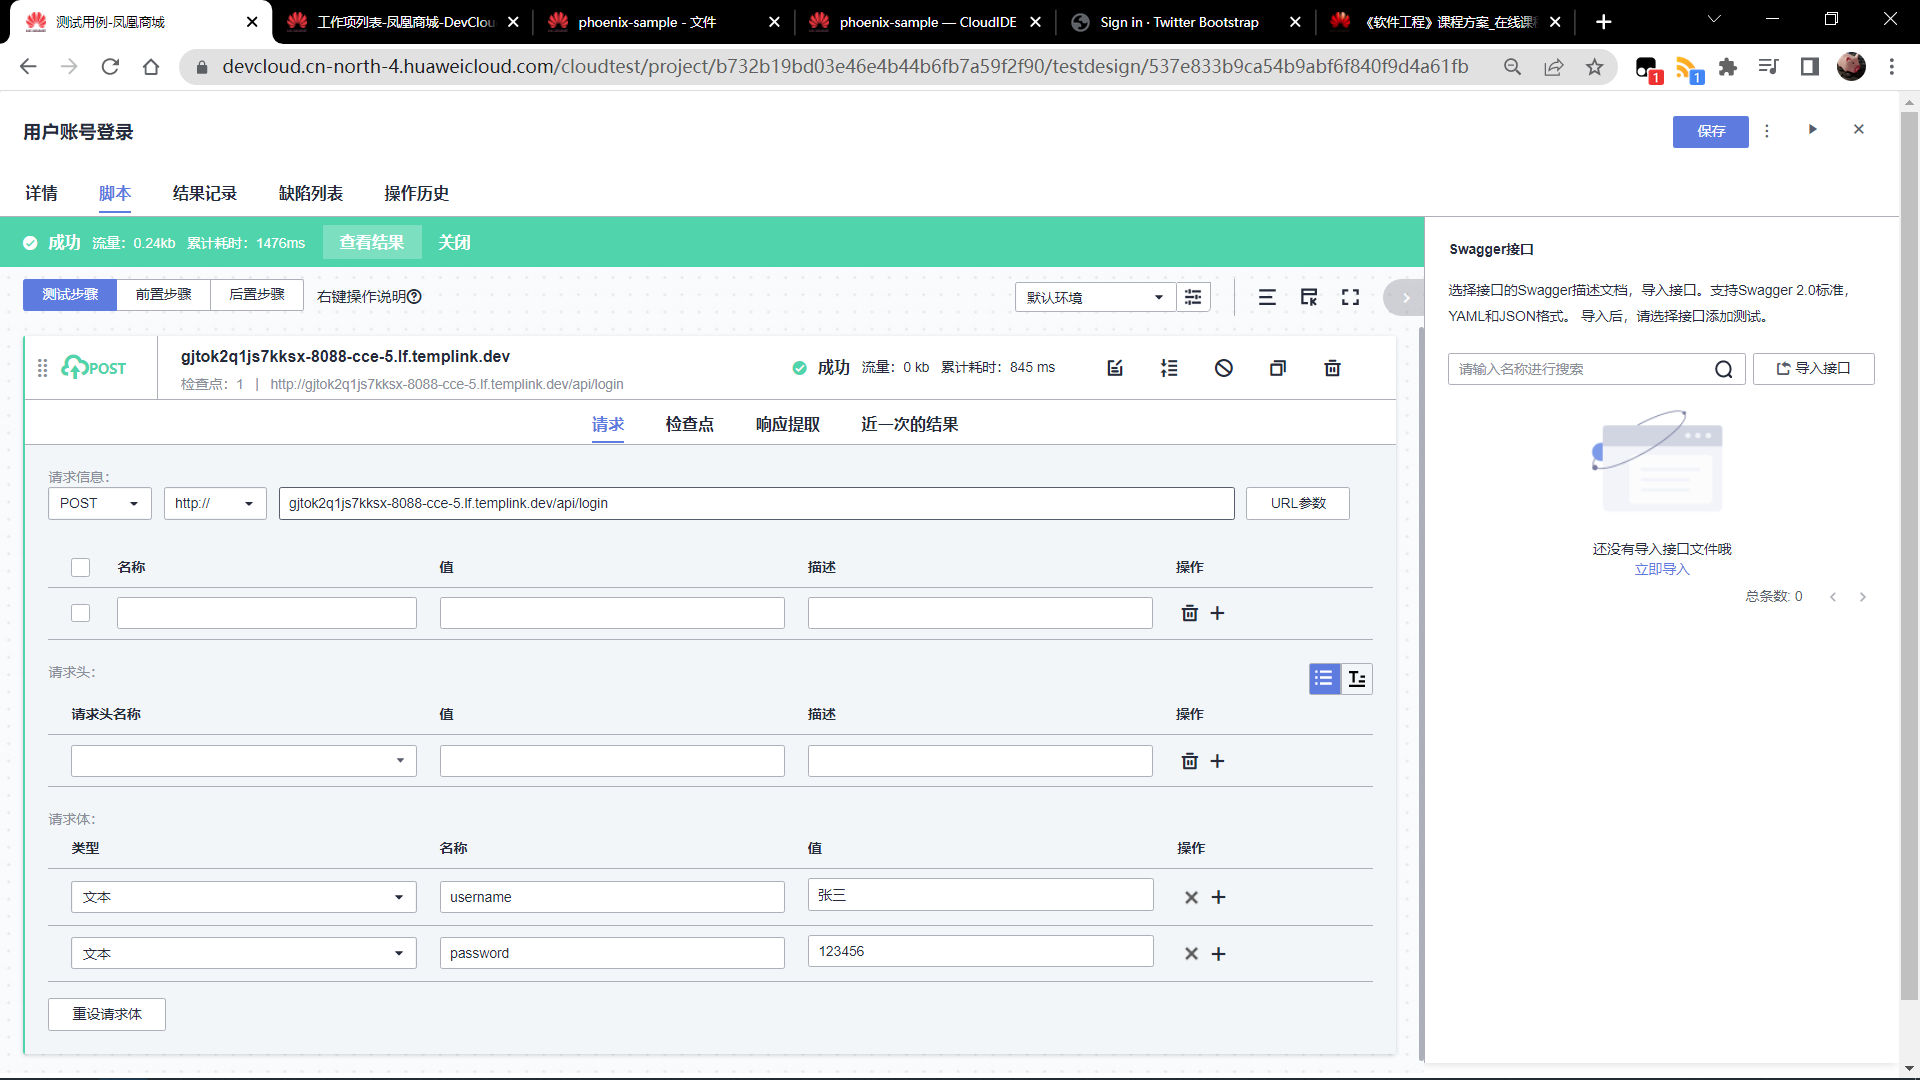 测试用例-凤凰商城
工作项列表-凤凰商城-DevClou
phoenix-sample - 文件
phoenix-sample — CloudIDE
Sign in · Twitter Bootstrap
《软件工程》课程方案_在线课
devcloud.cn-north-4.huaweicloud.com/cloudtest/project/b732b19bd03e46e4b44b6fb7a59f2f90/testdesign/537e833b9ca54b9abf6f840f9d4a61fb
1
1
用户账号登录
保存
详情 脚本 结果记录 缺陷列表 操作历史
成功 流量：0.24kb 累计耗时：1476ms 查看结果 关闭
测试步骤 前置步骤 后置步骤 右键操作说明
默认环境
POST
gjtok2q1js7kksx-8088-cce-5.lf.templink.dev
检查点：1 | http://gjtok2q1js7kksx-8088-cce-5.lf.templink.dev/api/login
成功 流量：0 kb 累计耗时：845 ms
请求 检查点 响应提取 近一次的结果
请求信息：
POST http:// gjtok2q1js7kksx-8088-cce-5.lf.templink.dev/api/login URL参数
名称 值 描述 操作
请求头：
请求头名称 值 描述 操作
请求体：
类型 名称 值 操作
文本 username 张三
文本 password 123456
重设请求体
Swagger接口
选择接口的Swagger描述文档，导入接口。支持Swagger 2.0标准，
YAML和JSON格式。 导入后，请选择接口添加测试。
请输入名称进行搜索 导入接口
还没有导入接口文件哦
立即导入
总条数: 0